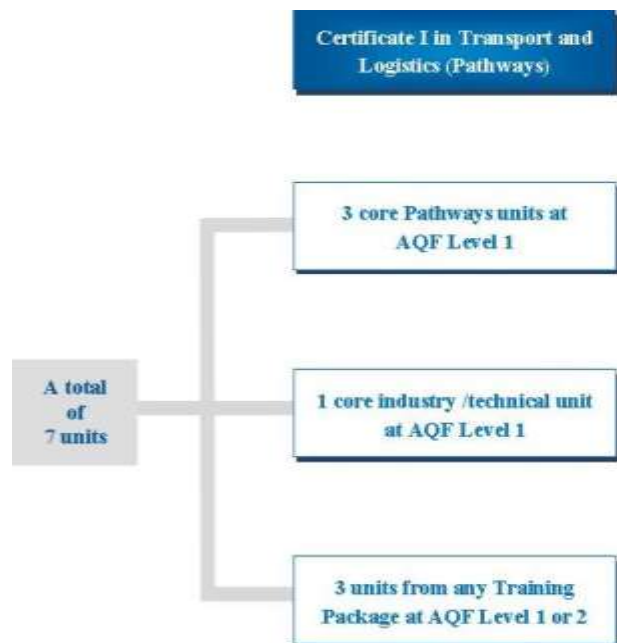 Certificate I in Transport and
Logistics (Pathways)
3 core Pathways units at
AQF Level 1
A total
of
7 units
1 core industry /technical unit
at AQF Level 1
3 units from any Training
Package at AQF Level 1 or 2